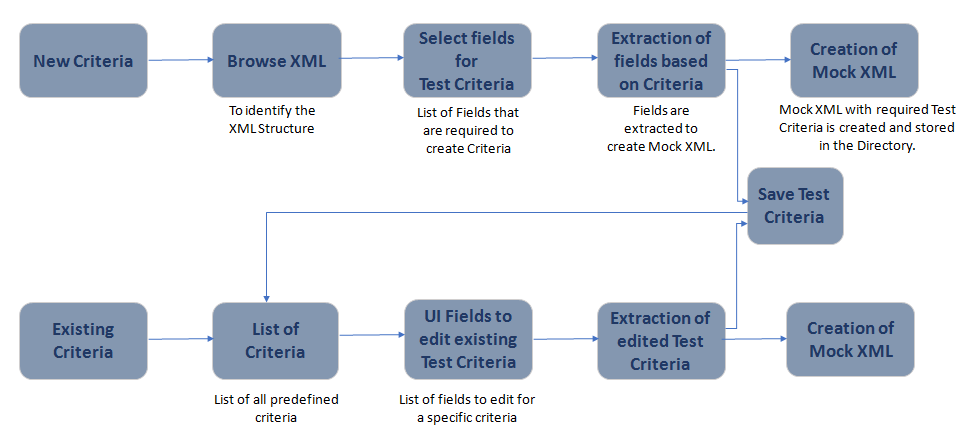 New Criteria
Browse XML
Select fields
for
Test Criteria
Extraction of
fields based
on Criteria
Creation of
Mock XML
To identify the
XML Structure
List of Fields that
are required to
create Criteria
Fields are
extracted to
create Mock XML.
Mock XML with required Test
Criteria is created and stored
in the Directory.
Save Test
Criteria
Existing
Criteria
List of
Criteria
UI Fields to
edit existing
Test Criteria
Extraction of
edited Test
Criteria
Creation of
Mock XML
List of all predefined
criteria
List of fields to edit for
a specific criteria